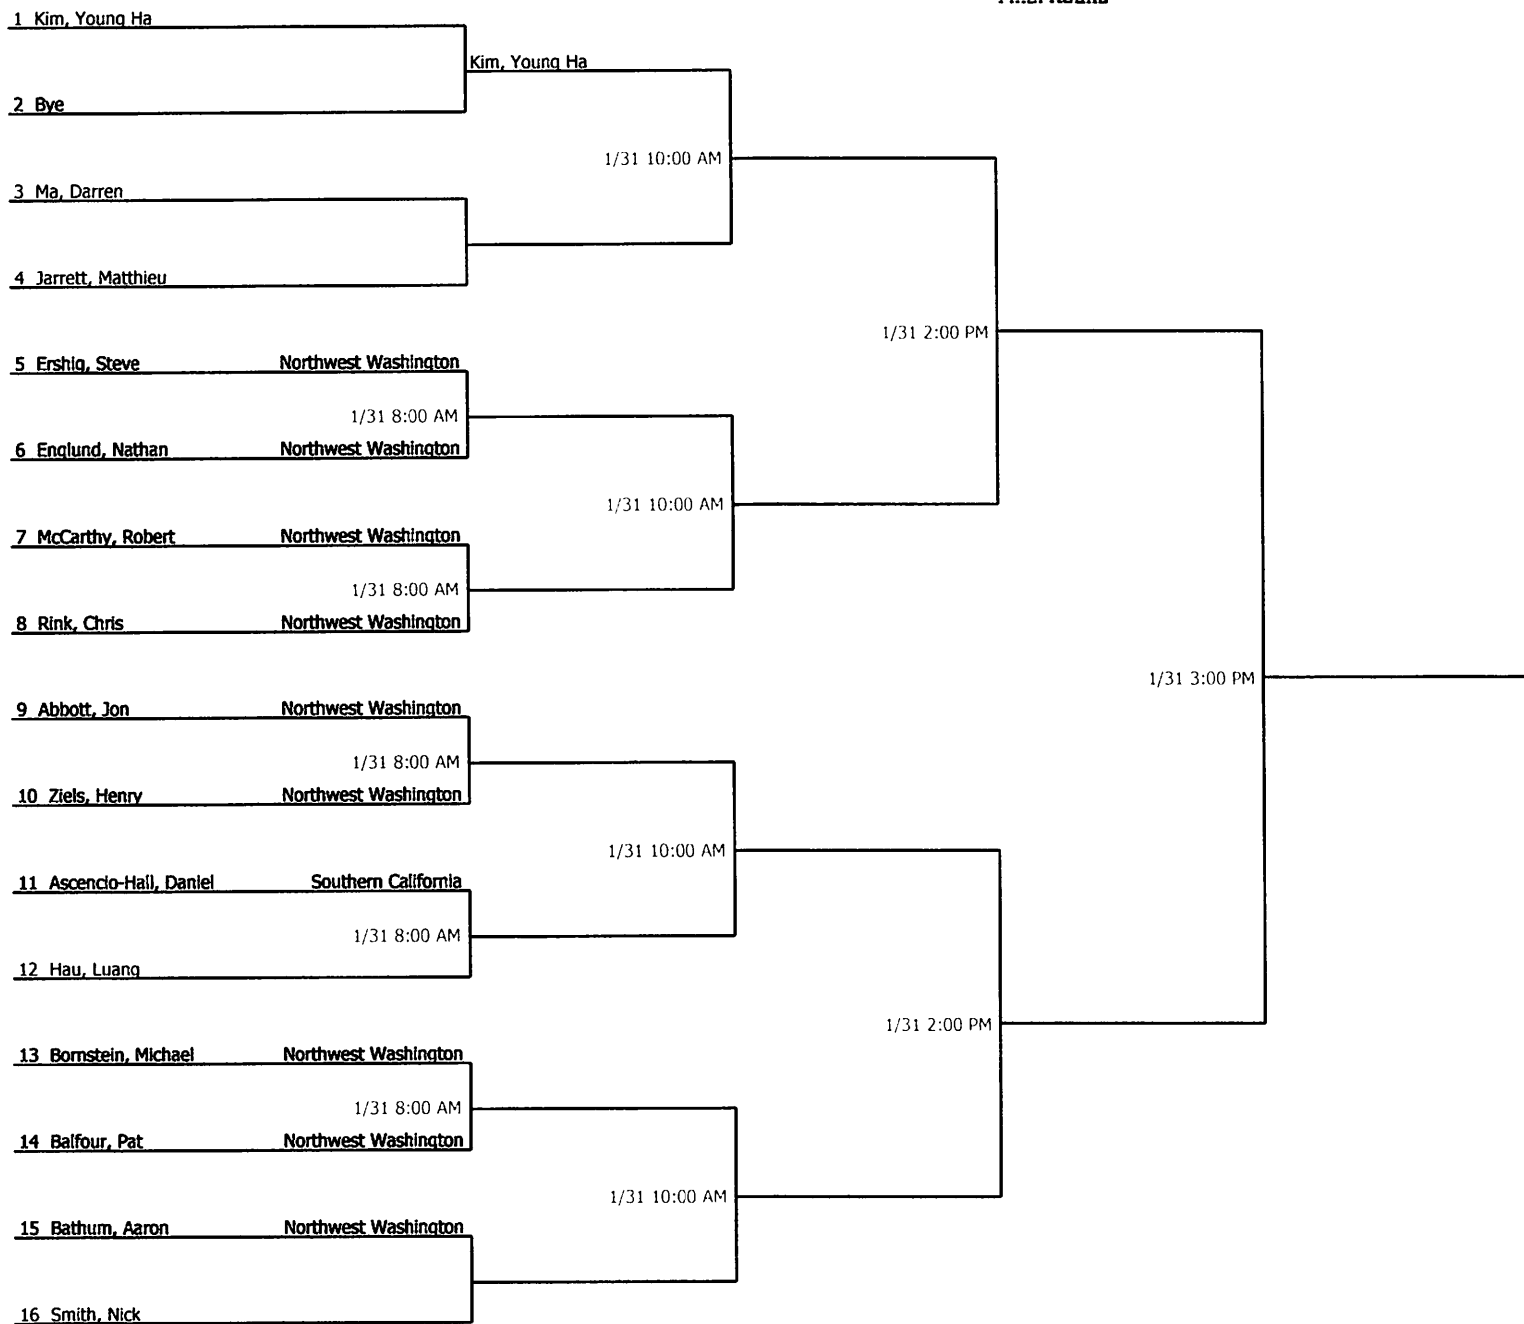 1 Kim, Young Ha
Kim, Young Ha
2 Bye
1/31 10:00 AM
3 Ma, Darren
4 Jarrett, Matthieu
1/31 2:00 PM
5 Ershig, Steve Northwest Washington
1/31 8:00 AM
6 Englund, Nathan Northwest Washington
1/31 10:00 AM
7 McCarthy, Robert Northwest Washington
1/31 8:00 AM
8 Rink, Chris Northwest Washington
1/31 3:00 PM
9 Abbott, Jon Northwest Washington
1/31 8:00 AM
10 Ziels, Henry Northwest Washington
1/31 10:00 AM
11 Ascencio-Hall, Daniel Southern California
1/31 8:00 AM
12 Hau, Luang
1/31 2:00 PM
13 Bornstein, Michael Northwest Washington
1/31 8:00 AM
14 Balfour, Pat Northwest Washington
1/31 10:00 AM
15 Bathum, Aaron Northwest Washington
16 Smith, Nick